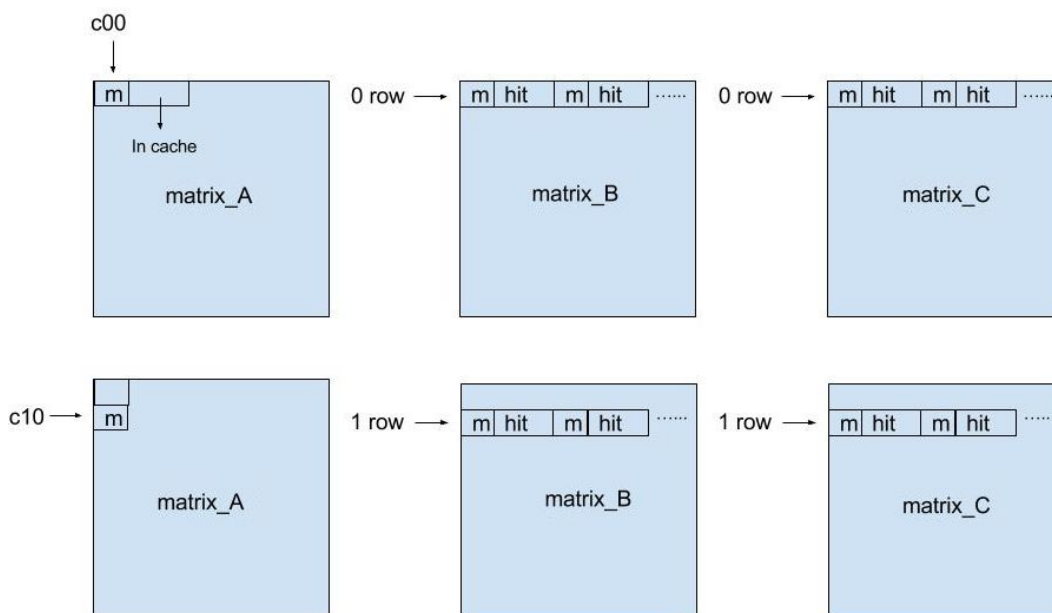 c00
m
In cache
matrix_A
0 row
m hit m hit ......
matrix_B
0 row
m hit m hit ......
matrix_C
c10
m
matrix_A
1 row
m hit m hit ......
matrix_B
1 row
m hit m hit ......
matrix_C